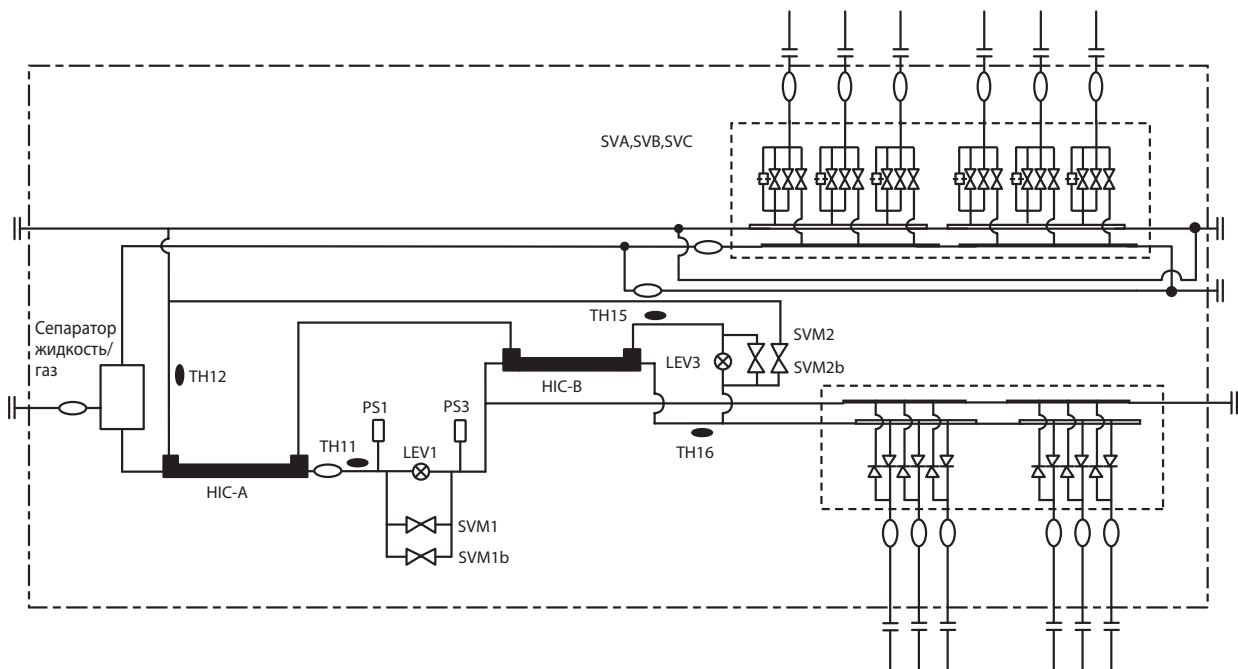 SVA,SVB,SVC
Сепаратор
жидкость/
газ
TH12
TH15
SVM2
LEV3
SVM2b
HIC-B
PS1
PS3
TH11
LEV1
TH16
HIC-A
SVM1
SVM1b